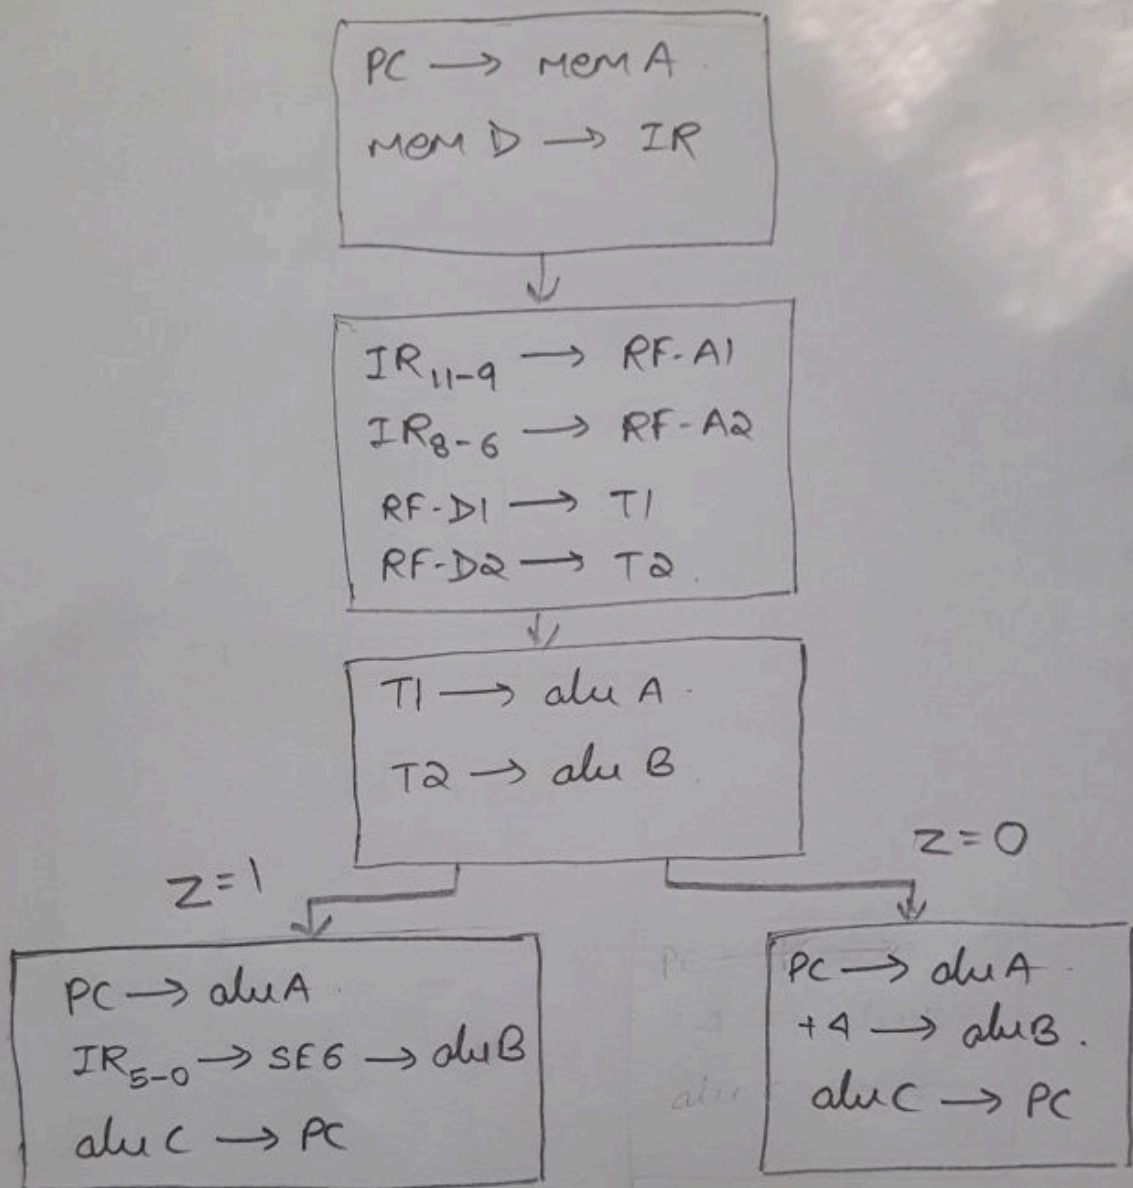 PC → mem A
mem D → IR
IR11-9 → RF-A1
IR8-6 → RF-A2
RF-D1 → T1
RF-D2 → T2
T1 → alu A
T2 → alu B
Z=1
Z=0
PC → alu A
IR5-0 → SE6 → alu B
alu C → PC
PC → alu A
+4 → alu B.
alu C → PC